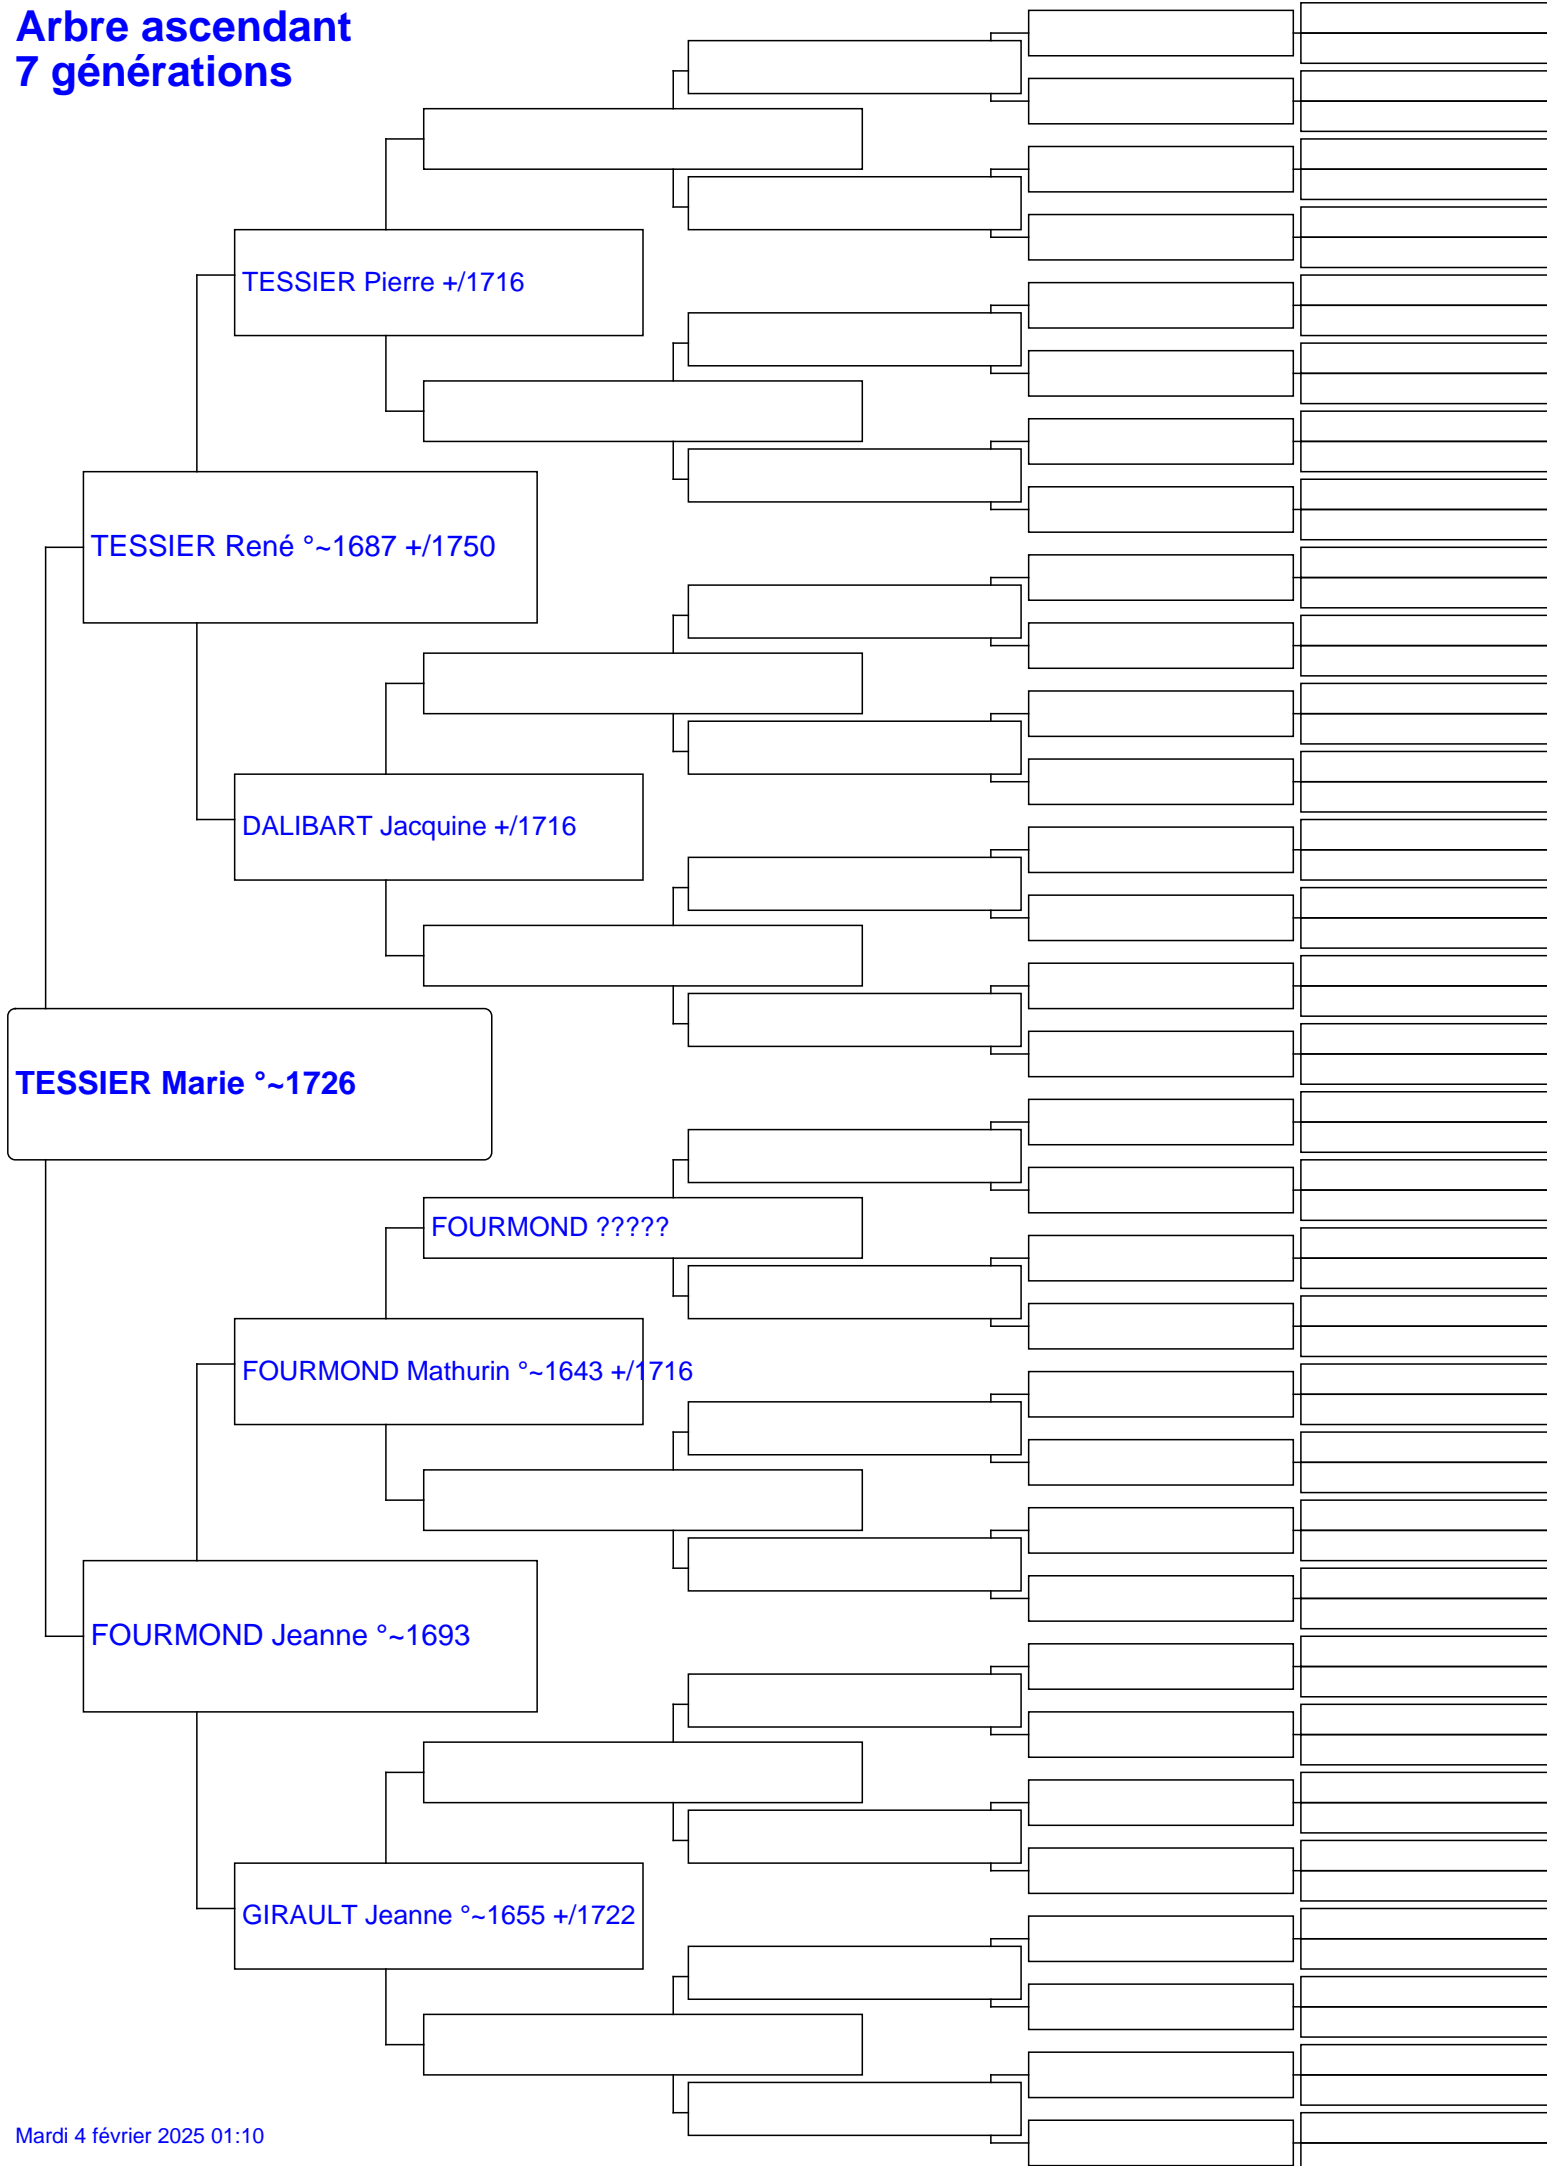 Arbre ascendant
7 générations
TESSIER Pierre +/1716
TESSIER René °~1687 +/1750
DALIBART Jacquine +/1716
TESSIER Marie °~1726
FOURMOND ?????
FOURMOND Mathurin °~1643 +/1716
FOURMOND Jeanne °~1693
GIRAULT Jeanne °~1655 +/1722
Mardi 4 février 2025 01:10